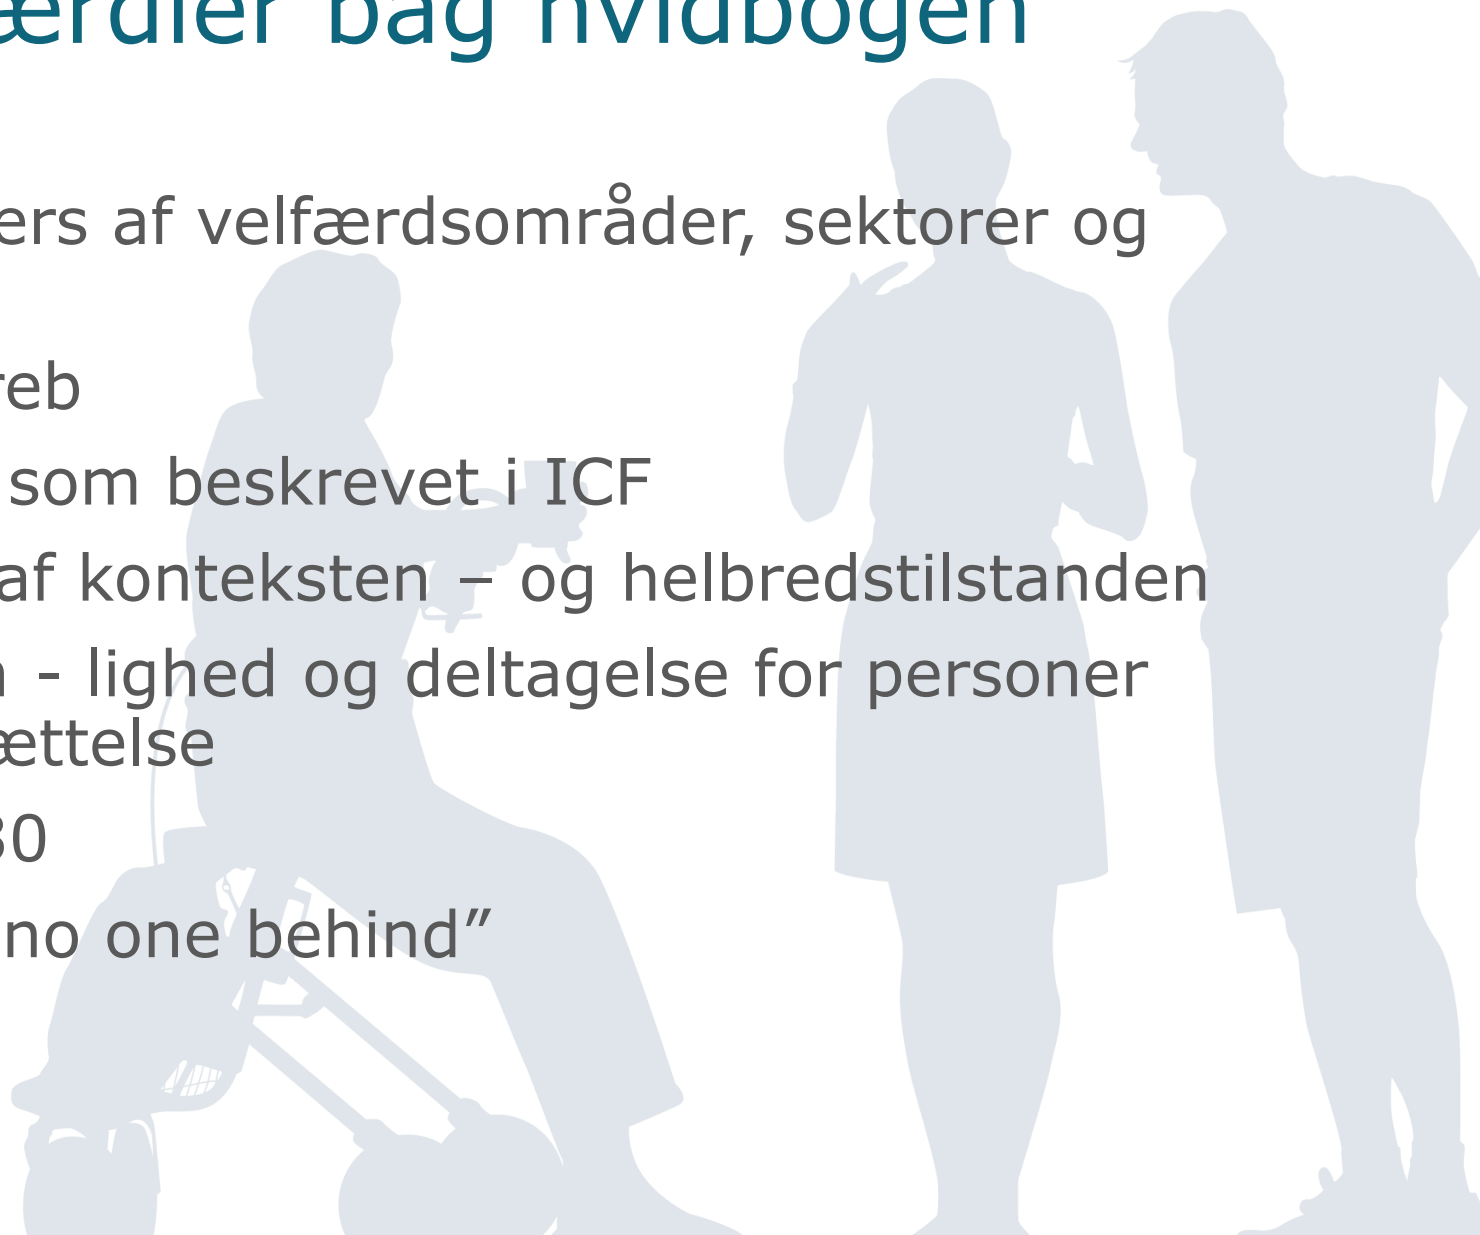 ærdier bag hvidbogen
ers af velfærdsområder, sektorer og
reb
som beskrevet i ICF
af konteksten – og helbredstilstanden
n - lighed og deltagelse for personer
ættelse
30
no one behind”